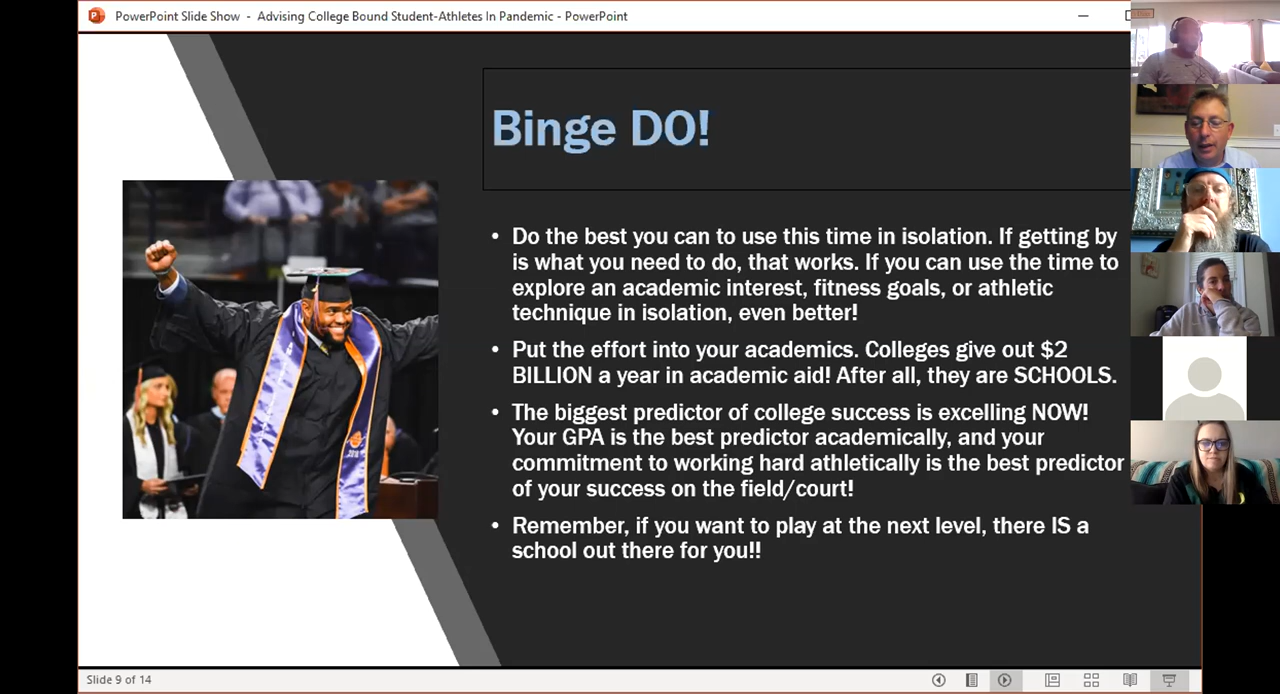 PowerPoint Slide Show - Advising College Bound Student-Athletes In Pandemic - PowerPoint
Binge DO!
• Do the best you can to use this time in isolation. If getting by
is what you need to do, that works. If you can use the time to
explore an academic interest, fitness goals, or athletic
technique in isolation, even better!
• Put the effort into your academics. Colleges give out $2
BILLION a year in academic aid! After all, they are SCHOOLS.
• The biggest predictor of college success is excelling NOW!
Your GPA is the best predictor academically, and your
commitment to working hard athletically is the best predictor
of your success on the field/court!
• Remember, if you want to play at the next level, there IS a
school out there for you!!
Slide 9 of 14